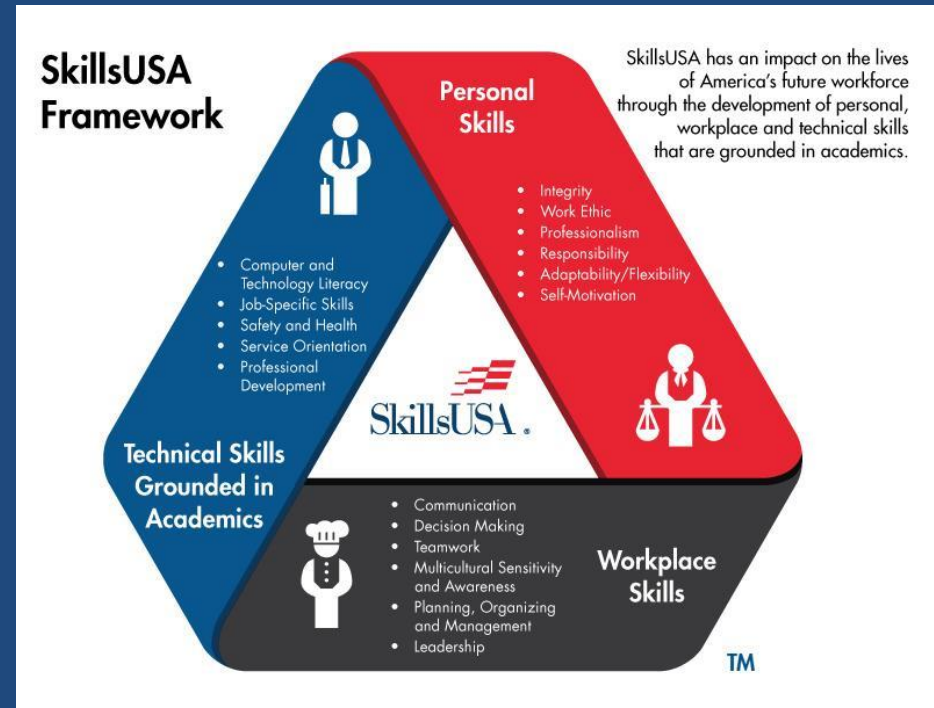 SkillsUSA
Framework
SkillsUSA has an impact on the lives
of America's future workforce
through the development of personal,
workplace and technical skills
that are grounded in academics.
Personal
Skills
• Integrity
• Work Ethic
• Professionalism
• Responsibility
• Adaptability/Flexibility
• Self-Motivation
• Computer and
Technology Literacy
• Job-Specific Skills
• Safety and Health
• Service Orientation
• Professional
Development
Technical Skills
Grounded in
Academics
SkillsUSA®
• Communication
• Decision Making
• Teamwork
• Multicultural Sensitivity
and Awareness
• Planning, Organizing
and Management
• Leadership
Workplace
Skills
TM